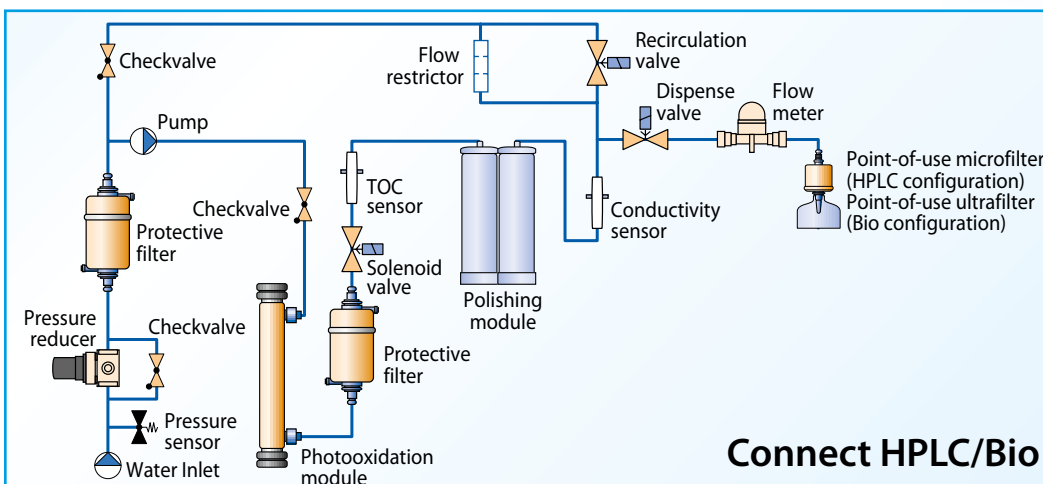 Checkvalve
Flow
restrictor
Recirculation
valve
Dispense
valve
Flow
meter
Pump
TOC
sensor
Checkvalve
Point-of-use microfilter
(HPLC configuration)
Point-of-use ultrafilter
(Bio configuration)
Conductivity
sensor
Protective
filter
Solenoid
valve
Polishing
module
Pressure
reducer
Checkvalve
Protective
filter
Pressure
sensor
Water Inlet
Photooxidation
module
Connect HPLC/Bio